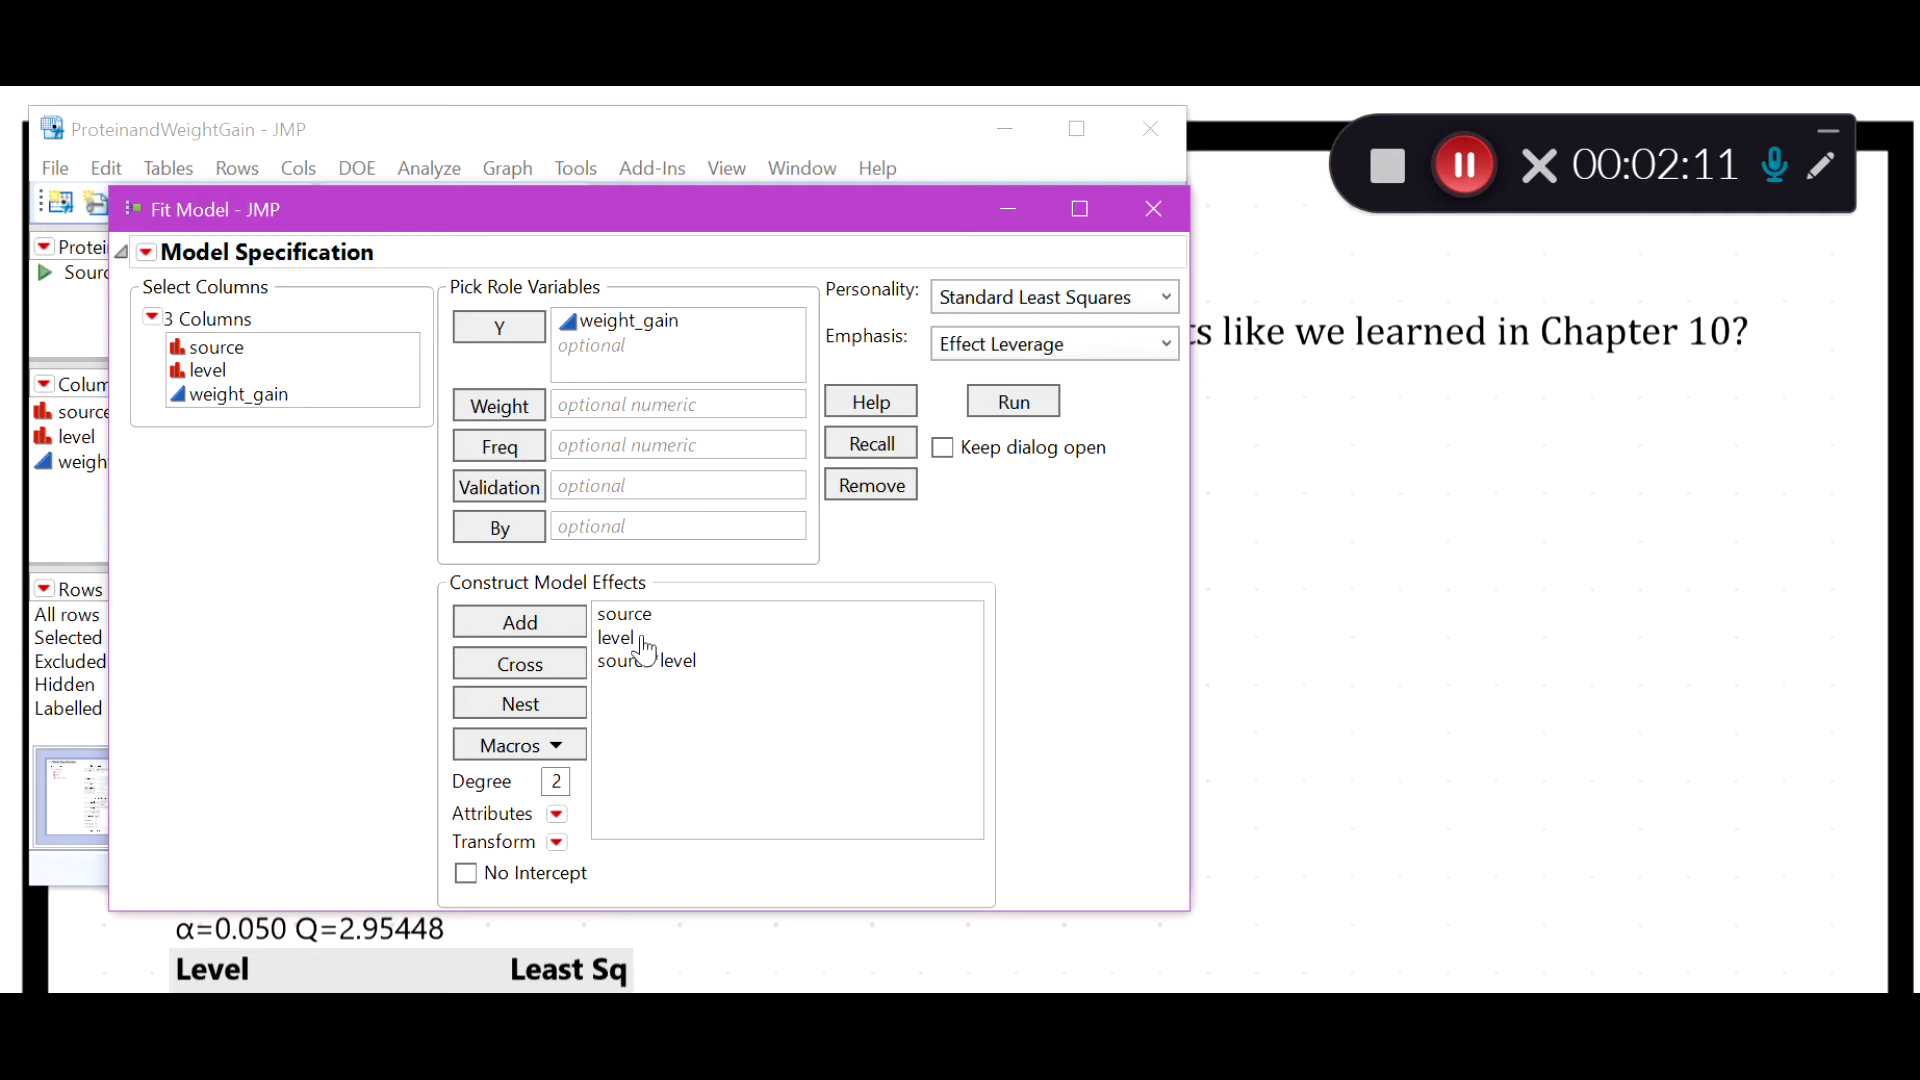 ProteinandWeightGain - JMP
File Edit Tables Rows Cols DOE Analyze Graph Tools Add-Ins View Window Help
00:02:11
Fit Model - JMP
Model Specification
Select Columns
3 Columns
source
level
weight_gain
Pick Role Variables
Y
weight_gain
optional
Weight
optional numeric
Freq
optional numeric
Validation
optional
By
optional
Personality:
Standard Least Squares
Emphasis:
Effect Leverage
Help
Run
Recall
Keep dialog open
Remove
Construct Model Effects
Add
Cross
Nest
Macros
Degree 2
Attributes
Transform
No Intercept
source
level
level
source
level
weigh
Colum
Rows
All rows
Selected
Excluded
Hidden
Labelled
like we learned in Chapter 10?
α=0.050 Q=2.95448
Level Least Sq